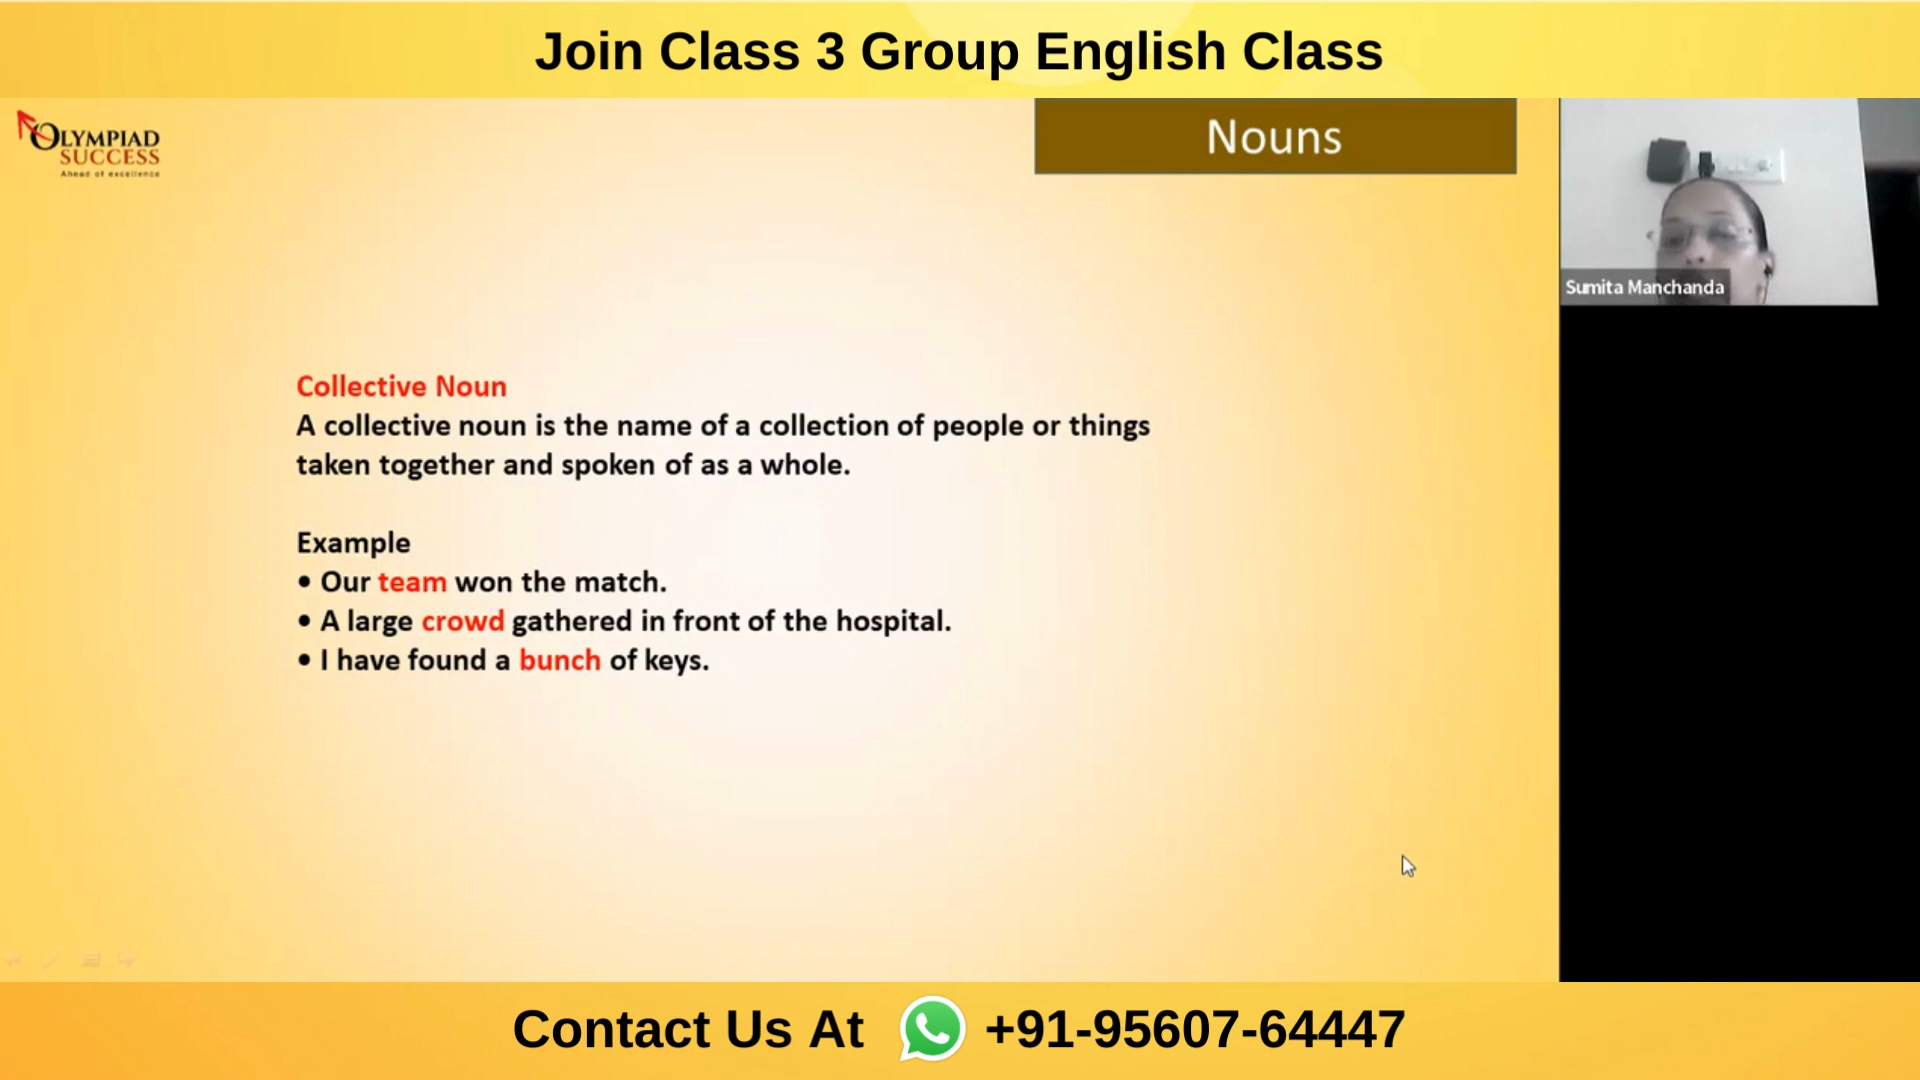 Join Class 3 Group English Class
OLYMPIAD
SUCCESS
Ahead of excellence
Nouns
Sumita Manchanda
Collective Noun
A collective noun is the name of a collection of people or things
taken together and spoken of as a whole.
Example
• Our team won the match.
• A large crowd gathered in front of the hospital.
• I have found a bunch of keys.
Contact Us At +91-95607-64447